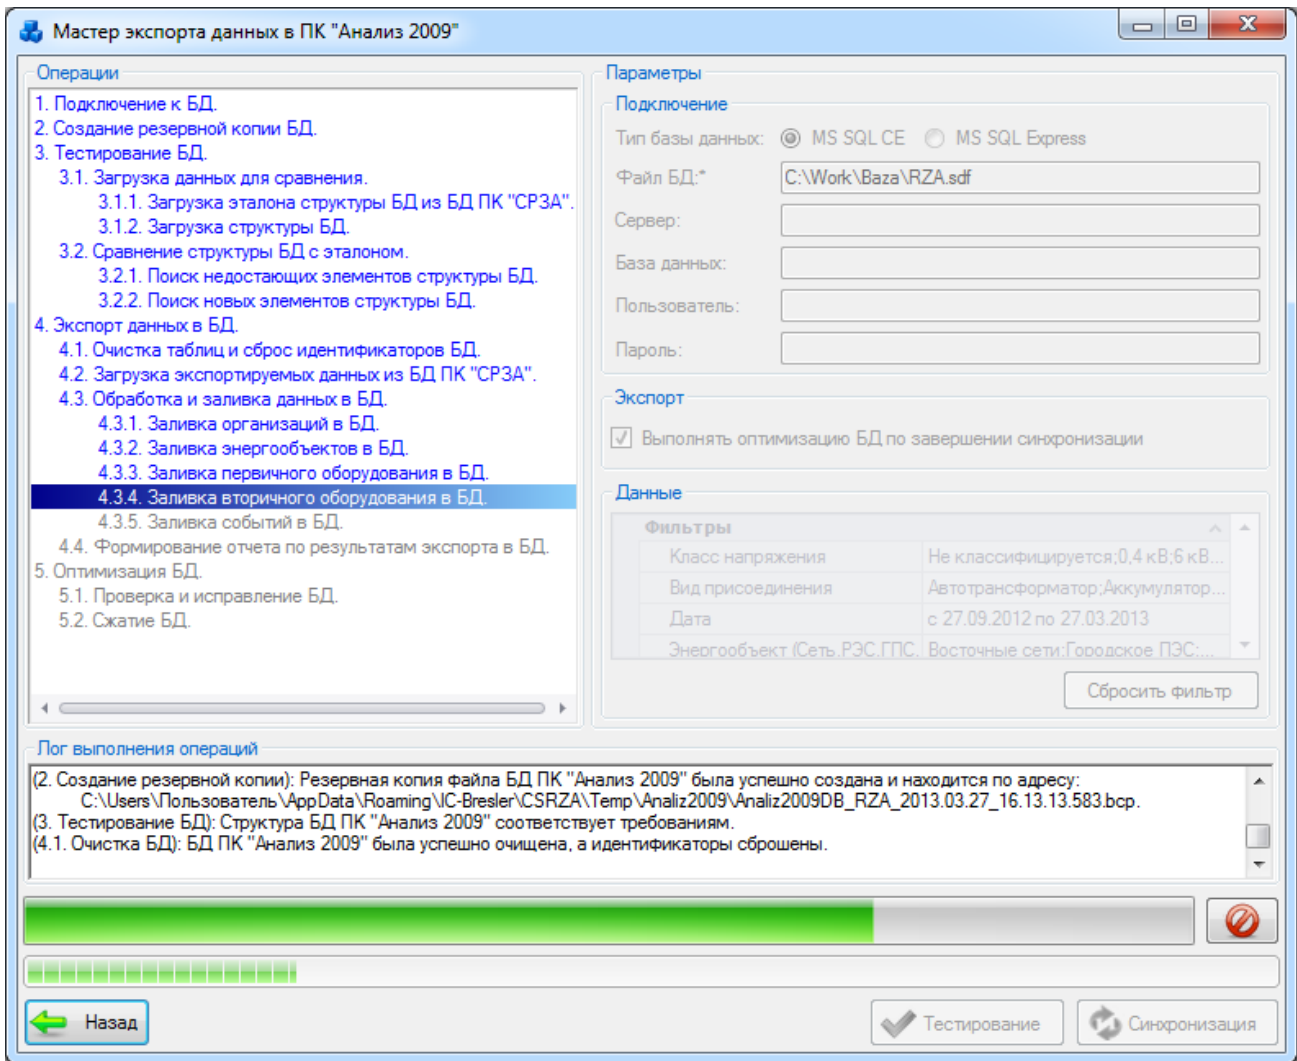 Мастер экспорта данных в ПК "Анализ 2009"
Операции
1. Подключение к БД.
2. Создание резервной копии БД.
3. Тестирование БД.
3.1. Загрузка данных для сравнения.
3.1.1. Загрузка эталона структуры БД из БД ПК "СРЗА".
3.1.2. Загрузка структуры БД.
3.2. Сравнение структуры БД с эталоном.
3.2.1. Поиск недостающих элементов структуры БД.
3.2.2. Поиск новых элементов структуры БД.
4. Экспорт данных в БД.
4.1. Очистка таблиц и сброс идентификаторов БД.
4.2. Загрузка экспортируемых данных из БД ПК "СРЗА".
4.3. Обработка и заливка данных в БД.
4.3.1. Заливка организаций в БД.
4.3.2. Заливка энергообъектов в БД.
4.3.3. Заливка первичного оборудования в БД.
4.3.4. Заливка вторичного оборудования в БД.
4.3.5. Заливка событий в БД.
4.4. Формирование отчета по результатам экспорта в БД.
5. Оптимизация БД.
5.1. Проверка и исправление БД.
5.2. Сжатие БД.
Параметры
Подключение
Тип базы данных: MS SQL CE MS SQL Express
Файл БД:* C:\Work\Baza\RZA.sdf
Сервер:
База данных:
Пользователь:
Пароль:
Экспорт
Выполнять оптимизацию БД по завершении синхронизации
Данные
Фильтры
Класс напряжения Не классифицируется;0,4 кВ;6 кВ...
Вид присоединения Автотрансформатор;Аккумулятор...
Дата с 27.09.2012 по 27.03.2013
Энергообъект (Сеть.РЭС.ГПС. Восточные сети;Городское ПЭС;...
Сбросить фильтр
Лог выполнения операций
(2. Создание резервной копии): Резервная копия файла БД ПК "Анализ 2009" была успешно создана и находится по адресу:
C:\Users\Пользователь\AppData\Roaming\IC-Bresler\CSRZA\Temp\Analiz2009\Analiz2009DB_RZA_2013.03.27_16.13.13.583.bcp.
(3. Тестирование БД): Структура БД ПК "Анализ 2009" соответствует требованиям.
(4.1. Очистка БД): БД ПК "Анализ 2009" была успешно очищена, а идентификаторы сброшены.
Назад
Тестирование
Синхронизация